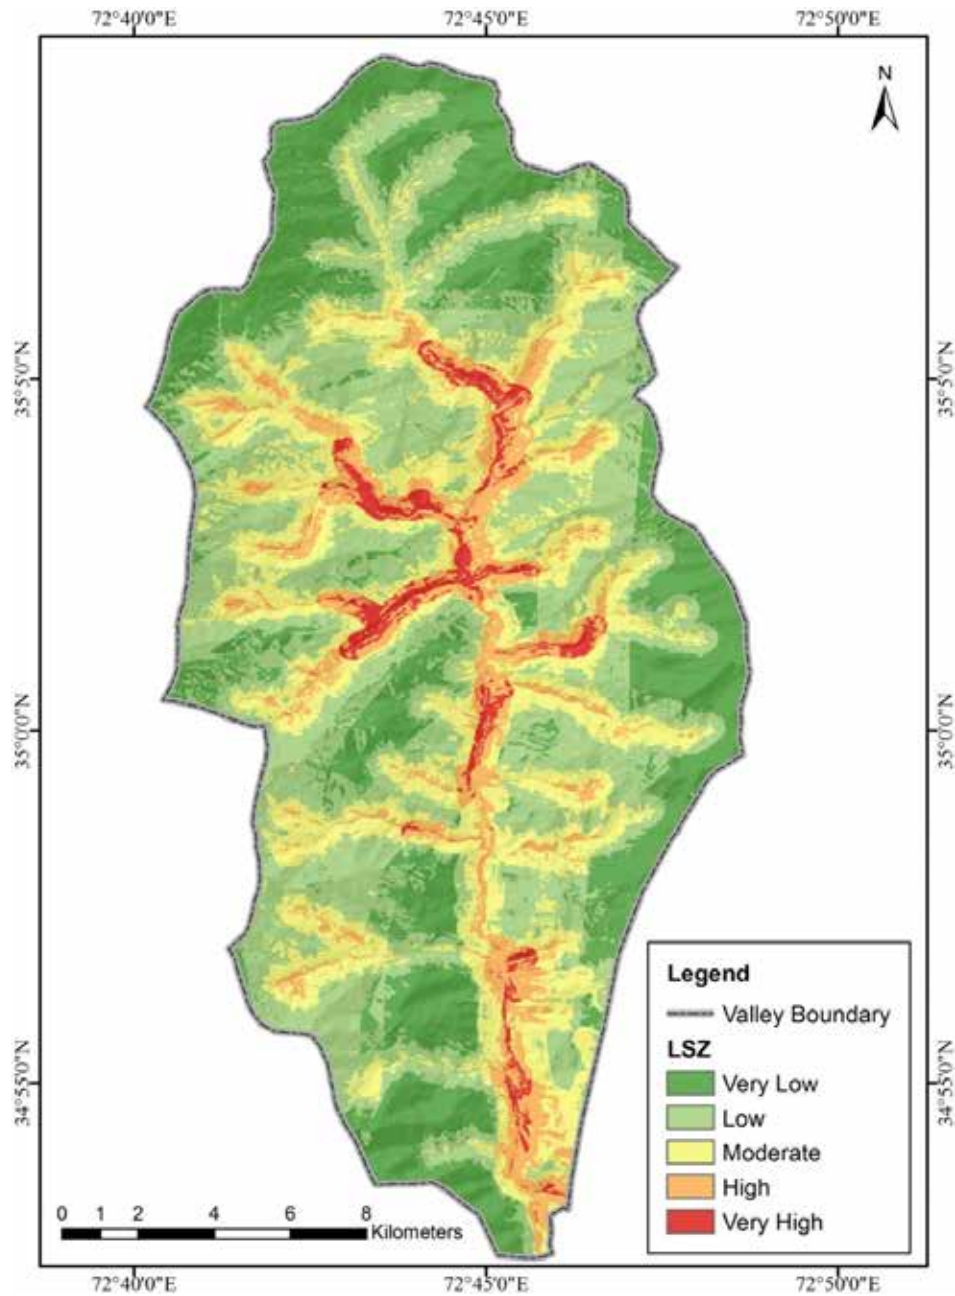 72°40'0"E 72°45'0"E 72°50'0"E
N
35°5'0"N 35°5'0"N
35°0'0"N 35°0'0"N
34°55'0"N 34°55'0"N
Legend
Valley Boundary
LSZ
Very Low
Low
Moderate
High
Very High
0 1 2 4 6 8
Kilometers
72°40'0"E 72°45'0"E 72°50'0"E